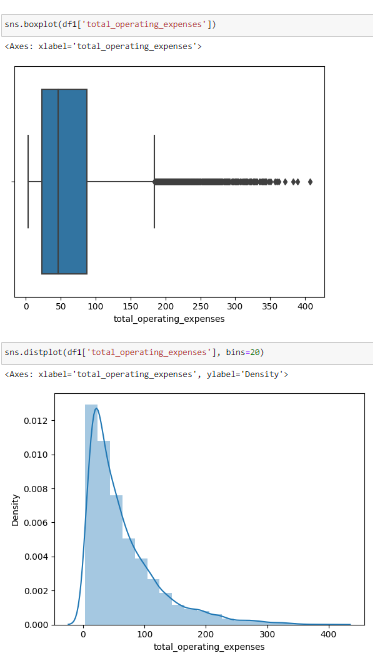 sns.boxplot(df1['total_operating_expenses'])
<Axes: xlabel='total_operating_expenses'>
0 50 100 150 200 250 300 350 400
total_operating_expenses
sns.distplot(df1['total_operating_expenses'], bins=20)
<Axes: xlabel='total_operating_expenses', ylabel='Density'>
0.012
0.010
0.008
0.006
0.004
0.002
0.000
Density
0 100 200 300 400
total_operating_expenses